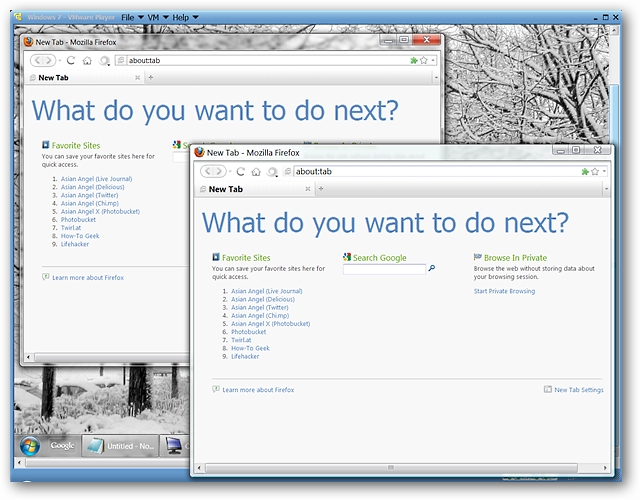 Windows 7 - VMware Player File VM Help
New Tab - Mozilla Firefox
about:tab
New Tab
What do you want to do next?
Favorite Sites
You can save your favorite sites here for
quick access.
1. Asian Angel (Live Journal)
2. Asian Angel (Delicious)
3. Asian Angel (Twitter)
4. Asian Angel (Chi.mp)
5. Asian Angel X (Photobucket)
6. Photobucket
7. TwirLat
8. How-To Geek
9. Lifehacker
Learn more about Firefox
New Tab - Mozilla Firefox
about:tab
New Tab
What do you want to do next?
Favorite Sites
You can save your favorite sites here for
quick access.
1. Asian Angel (Live Journal)
2. Asian Angel (Delicious)
3. Asian Angel (Twitter)
4. Asian Angel (Chi.mp)
5. Asian Angel X (Photobucket)
6. Photobucket
7. TwirLat
8. How-To Geek
9. Lifehacker
Search Google
Browse In Private
Browse the web without storing data about
your browsing session.
Start Private Browsing
Learn more about Firefox
New Tab Settings
Google
Untitled - No...